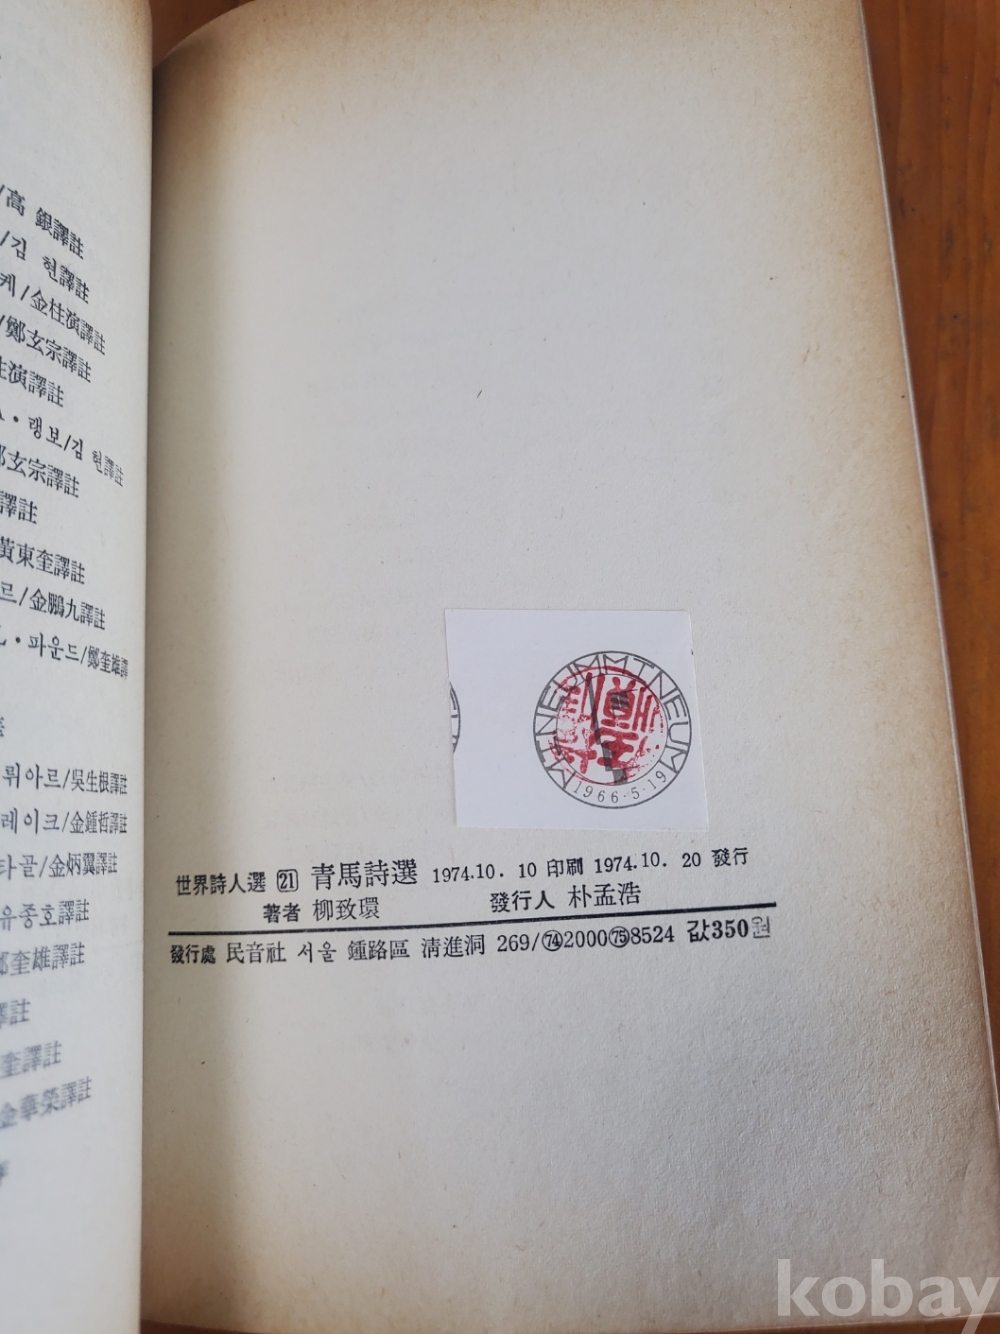 /高 銀譯註
/김 현譯註
케/金桂演譯註
/鄭玄宗譯註
演譯註
랭보/김 현譯註
玄宗譯註
譯註
黃東奎譯註
르/金鵬九譯註
파운드/鄭奎雄譯
뤼아르/吳生根譯註
레이크/金鍾哲譯註
타골/金炳翼譯註
유종호譯註
奎雄譯註
譯註
奎譯註
金華榮譯註
MINEUMMINEUM
1966·5·19
世界詩人選 ㉑ 靑馬詩選 1974.10. 10 印刷 1974.10. 20 發行
著者 柳致環 發行人 朴孟浩
發行處 民音社 서울 鍾路區 淸進洞 269/74 2000 75 8524 값350원
kobay